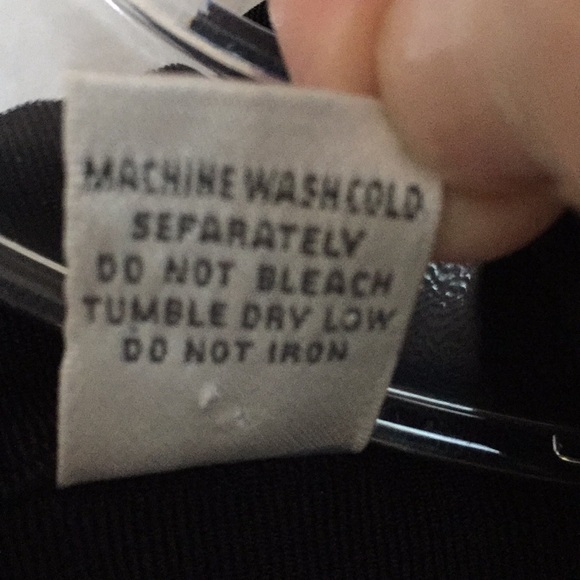 MACHINE WASH COLD
SEPARATELY
DO NOT BLEACH
TUMBLE DRY LOW
DO NOT IRON